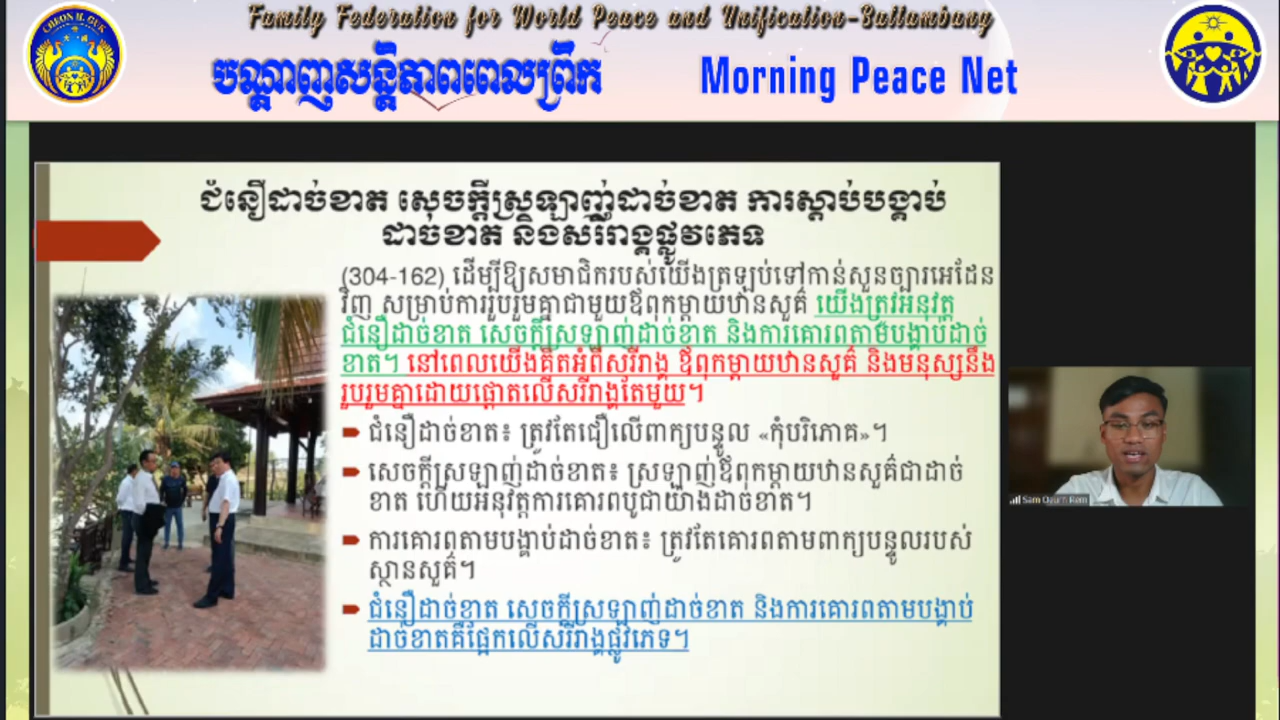 Family Federation for World Peace and Unification-Battambang
CHEON IL GUK
បណ្តាញសន្តិភាពពេលព្រឹក
Morning Peace Net
ជំនឿដាច់ខាត សេចក្តីស្រឡាញ់ដាច់ខាត ការស្តាប់បង្គាប់
ដាច់ខាត និងសរីរាង្គផ្លូវភេទ
(304-162) ដើម្បីឱ្យសមាជិករបស់យើងត្រឡប់ទៅកាន់សួនច្បារអេដែន
វិញ សម្រាប់ការរួបរួមគ្នាជាមួយឪពុកម្តាយឋានសួគ៌ យើងត្រូវអនុវត្ត
ជំនឿដាច់ខាត សេចក្តីស្រឡាញ់ដាច់ខាត និងការគោរពតាមបង្គាប់ដាច់
ខាត។ នៅពេលយើងគិតអំពីសរីរាង្គ ឪពុកម្តាយឋានសួគ៌ និងមនុស្សនឹង
រួបរួមគ្នាដោយផ្តោតលើសរីរាង្គតែមួយ។
ជំនឿដាច់ខាត៖ ត្រូវតែជឿលើពាក្យបន្ទូល «កុំបរិភោគ»។
សេចក្តីស្រឡាញ់ដាច់ខាត៖ ស្រឡាញ់ឪពុកម្តាយឋានសួគ៌ជាដាច់
ខាត ហើយអនុវត្តការគោរពបូជាយ៉ាងដាច់ខាត។
ការគោរពតាមបង្គាប់ដាច់ខាត៖ ត្រូវតែគោរពតាមពាក្យបន្ទូលរបស់
ស្ថានសួគ៌។
ជំនឿដាច់ខាត សេចក្តីស្រឡាញ់ដាច់ខាត និងការគោរពតាមបង្គាប់
ដាច់ខាតគឺផ្អែកលើសរីរាង្គផ្លូវភេទ។
Sam